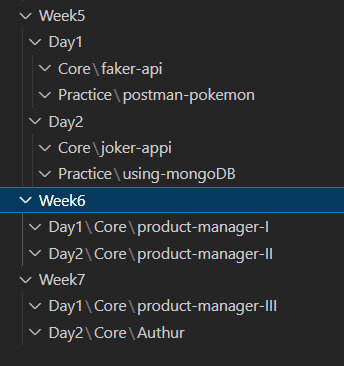 Week5
Day1
Core\faker-api
Practice\postman-pokemon
Day2
Core\joker-appi
Practice\using-mongoDB
Week6
Day1\Core\product-manager-I
Day2\Core\product-manager-II
Week7
Day1\Core\product-manager-III
Day2\Core\Authur